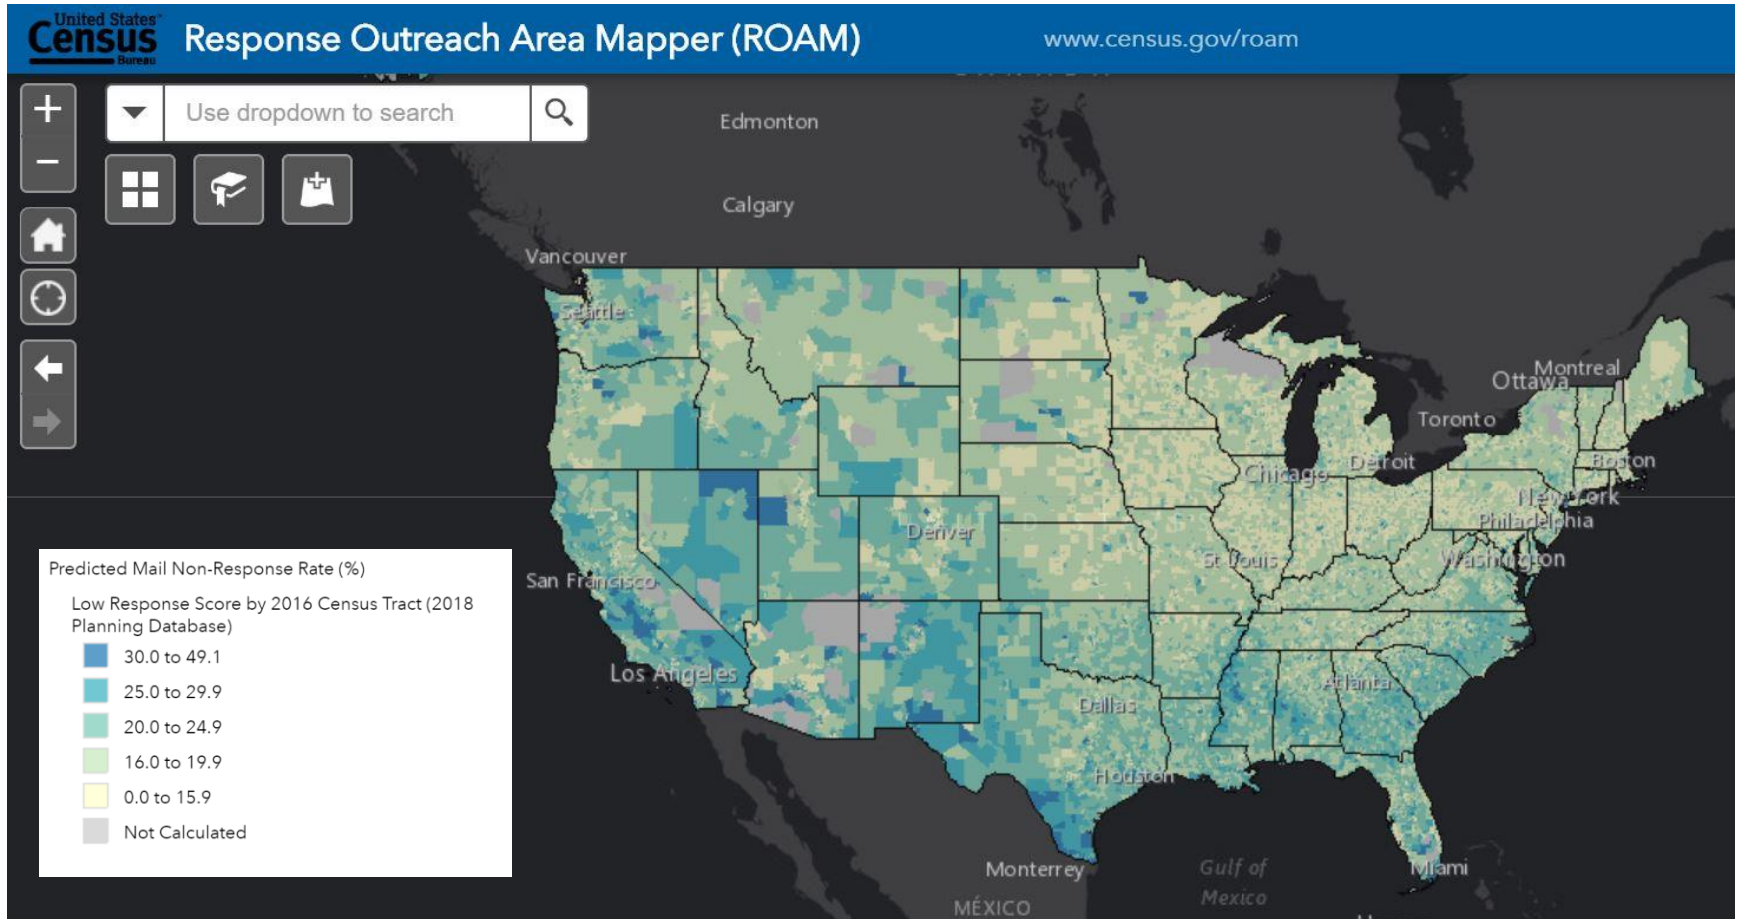 United States™
Census
Bureau
Response Outreach Area Mapper (ROAM)
www.census.gov/roam
Use dropdown to search
Edmonton
Calgary
Vancouver
Seattle
Montreal
Ottawa
Toronto
Boston
Chicago
Detroit
New York
Philadelphia
Denver
Washington
St Louis
San Francisco
Los Angeles
Atlanta
Dallas
Houston
Monterrey
Gulf of
Mexico
Miami
MÉXICO
Predicted Mail Non-Response Rate (%)
Low Response Score by 2016 Census Tract (2018
Planning Database)
30.0 to 49.1
25.0 to 29.9
20.0 to 24.9
16.0 to 19.9
0.0 to 15.9
Not Calculated